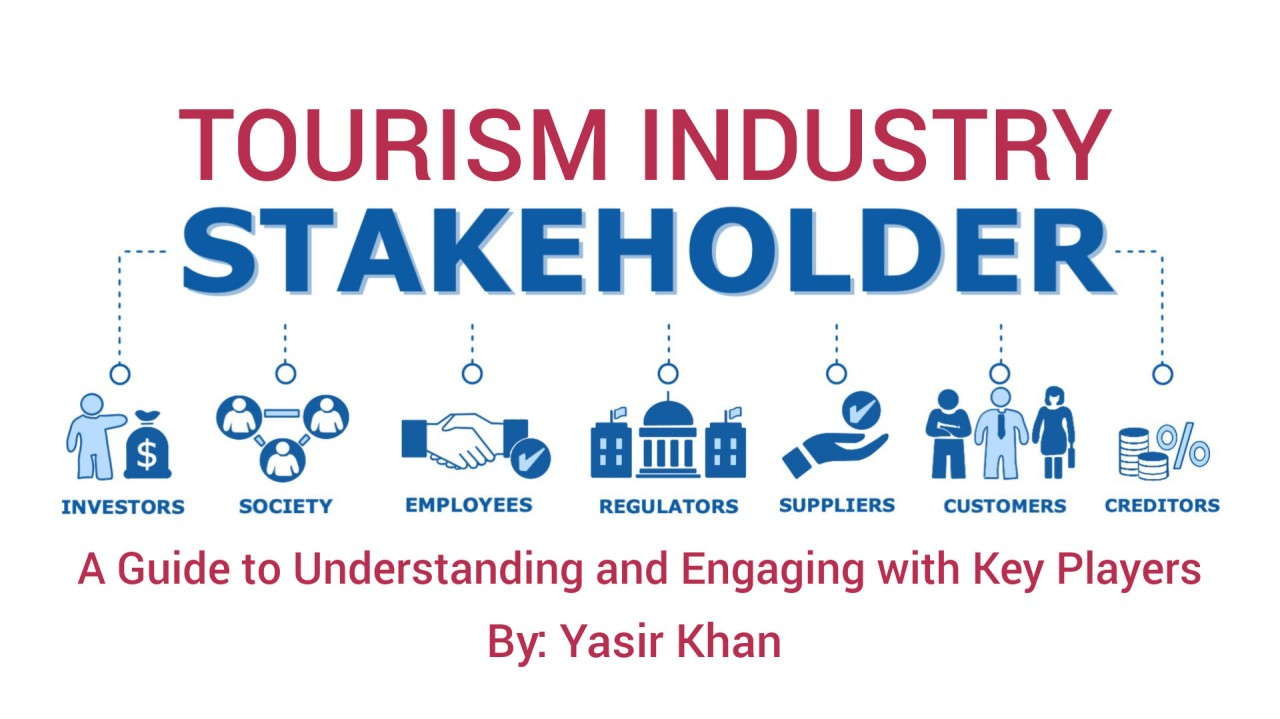 TOURISM INDUSTRY
STAKEHOLDER
$
%
INVESTORS
SOCIETY
EMPLOYEES
REGULATORS
SUPPLIERS
CUSTOMERS
CREDITORS
A Guide to Understanding and Engaging with Key Players
By: Yasir Khan